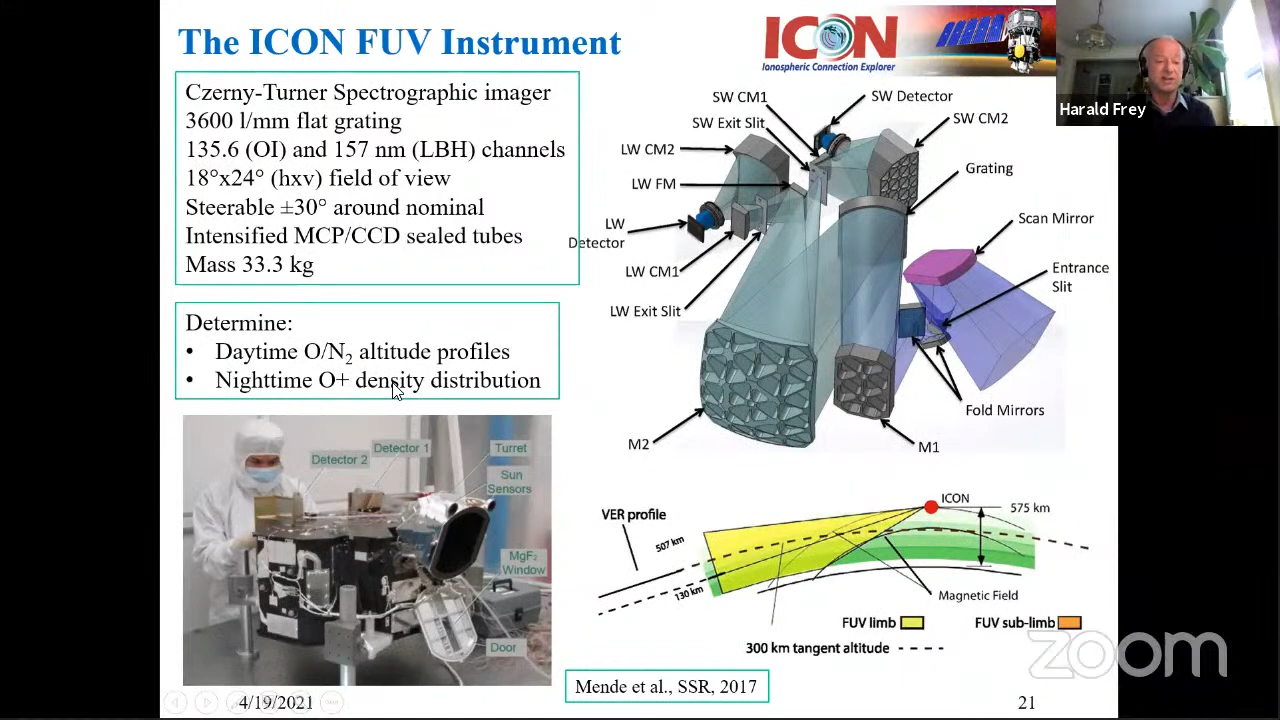 The ICON FUV Instrument
ICON
Ionospheric Connection Explorer
Harald Frey
Czerny-Turner Spectrographic imager
3600 l/mm flat grating
135.6 (OI) and 157 nm (LBH) channels
18°x24° (hxv) field of view
Steerable ±30° around nominal
Intensified MCP/CCD sealed tubes
Mass 33.3 kg
Determine:
• Daytime O/N₂ altitude profiles
• Nighttime O+ density distribution
SW CM1
SW Detector
SW Exit Slit
SW CM2
LW CM2
Grating
LW FM
Scan Mirror
LW
Detector
Entrance
Slit
LW CM1
LW Exit Slit
Fold Mirrors
M2
M1
Detector 2
Detector 1
Turret
Sun
Sensors
MgF₂
Window
Door
ICON
575 km
VER profile
507 km
130 km
Magnetic Field
FUV limb
FUV sub-limb
300 km tangent altitude
zoom
Mende et al., SSR, 2017
4/19/2021
21